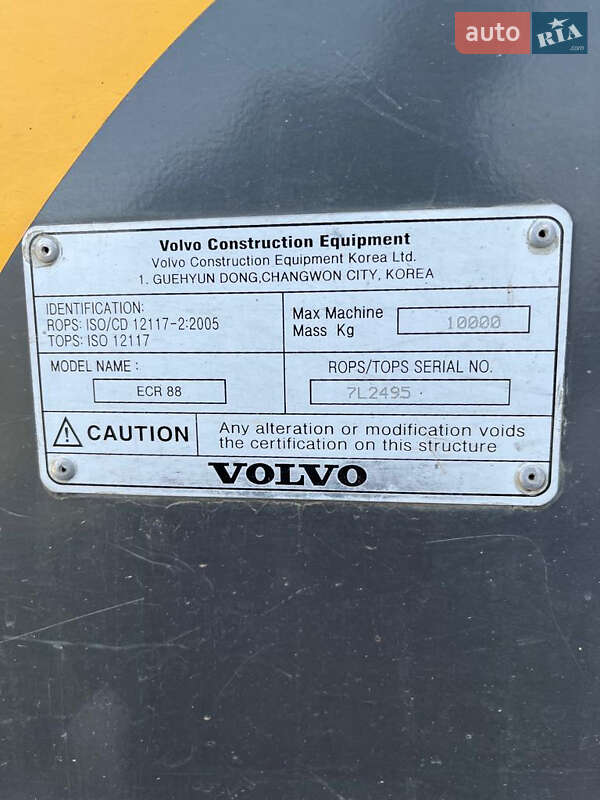 auto RIA .com
Volvo Construction Equipment
Volvo Construction Equipment Korea Ltd.
1. GUEHYUN DONG,CHANGWON CITY, KOREA
IDENTIFICATION:
ROPS: ISO/CD 12117-2:2005
TOPS: ISO 12117
Max Machine
Mass Kg 10000
MODEL NAME :
ECR 88
ROPS/TOPS SERIAL NO.
7L2495
CAUTION
Any alteration or modification voids
the certification on this structure
VOLVO